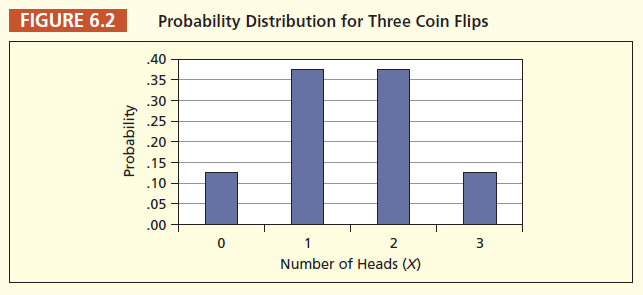 FIGURE 6.2 Probability Distribution for Three Coin Flips
.40
.35
.30
.25
.20
.15
.10
.05
.00
Probability
0 1 2 3
Number of Heads (X)